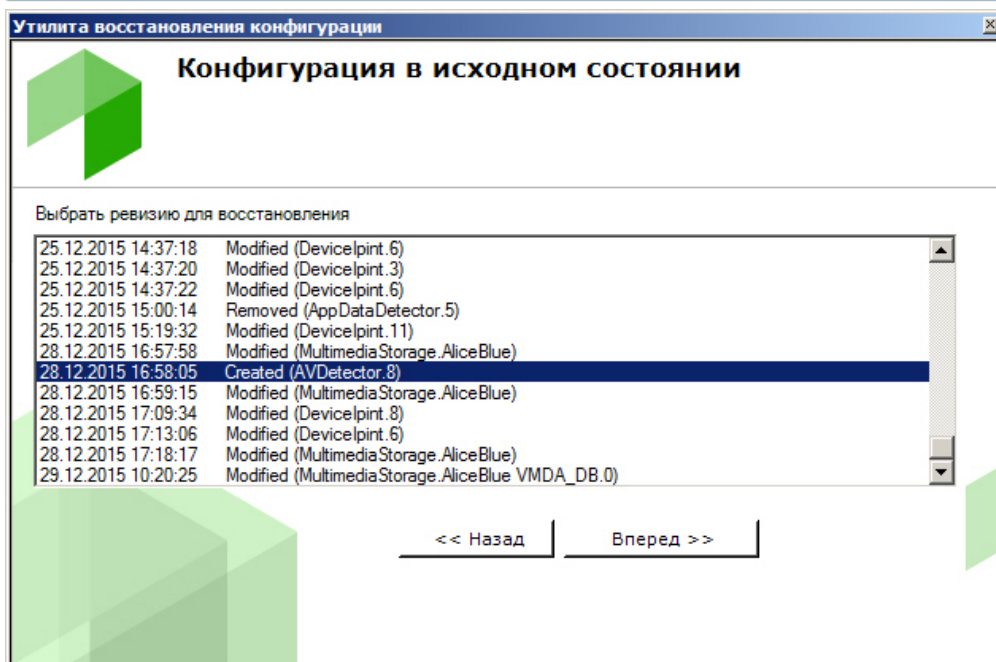 Утилита восстановления конфигурации
Конфигурация в исходном состоянии
Выбрать ревизию для восстановления
25.12.2015 14:37:18 Modified (DeviceIpint.6)
25.12.2015 14:37:20 Modified (DeviceIpint.3)
25.12.2015 14:37:22 Modified (DeviceIpint.6)
25.12.2015 15:00:14 Removed (AppDataDetector.5)
25.12.2015 15:19:32 Modified (DeviceIpint.11)
28.12.2015 16:57:58 Modified (MultimediaStorage.AliceBlue)
28.12.2015 16:58:05 Created (AVDetector.8)
28.12.2015 16:59:15 Modified (MultimediaStorage.AliceBlue)
28.12.2015 17:09:34 Modified (DeviceIpint.8)
28.12.2015 17:13:06 Modified (DeviceIpint.6)
28.12.2015 17:18:17 Modified (MultimediaStorage.AliceBlue)
29.12.2015 10:20:25 Modified (MultimediaStorage.AliceBlue VMDA_DB.0)
<< Назад Вперед >>